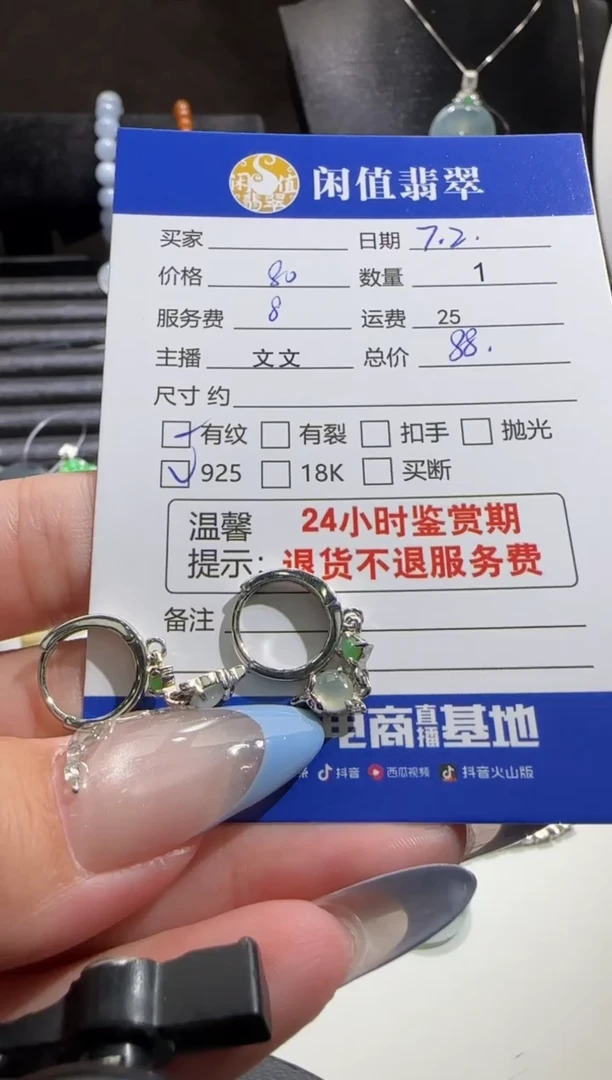 闲值翡翠 闲值翡翠
买家 日期 7.2.
价格 80 数量 1
服务费 8 运费 25
主播 文文 总价 88.
尺寸 约
有纹 有裂 扣手 抛光
925 18K 买断
温馨 24小时鉴赏期
提示: 退货不退服务费
备注
电商直播基地
抖音 西瓜视频 抖音火山版